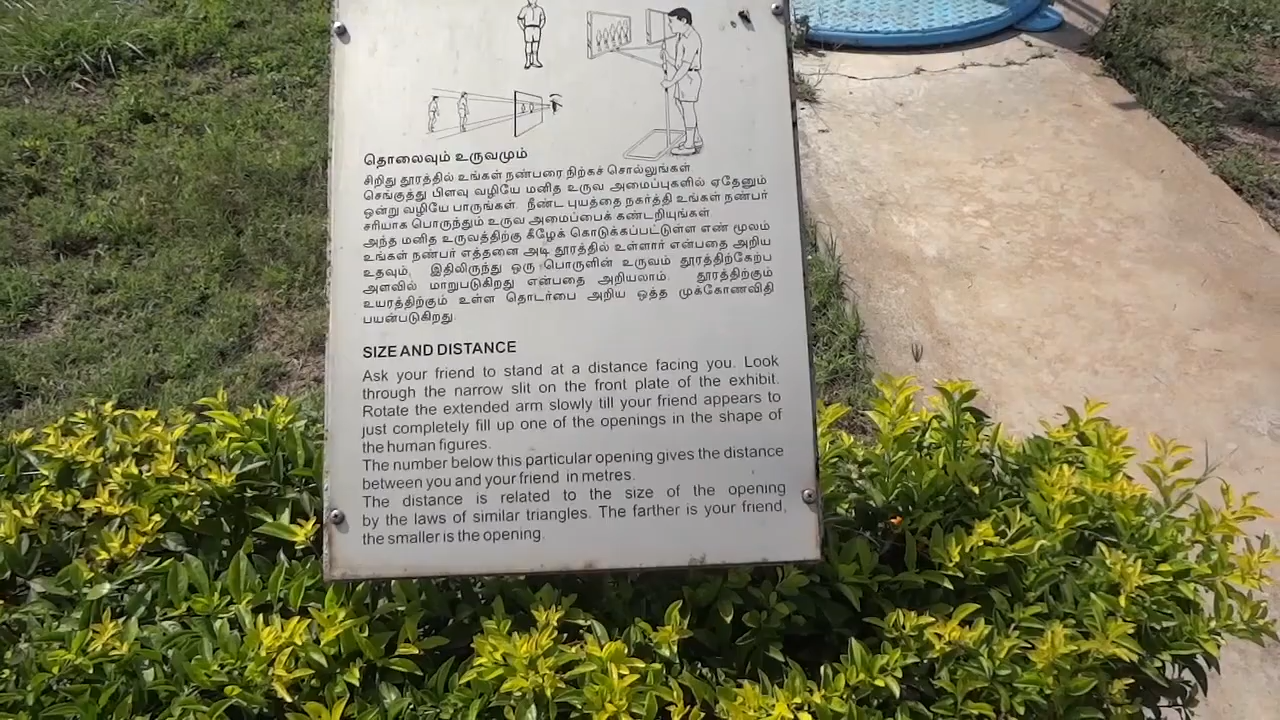 தொலைவும் உருவமும்
சிறிது தூரத்தில் உங்கள் நண்பரை நிற்கச் சொல்லுங்கள்
செங்குத்து பிளவு வழியே மனித உருவ அமைப்புகளில் ஏதேனும்
ஒன்று வழியே பாருங்கள் நீண்ட புயத்தை நகர்த்தி உங்கள் நண்பர்
சரியாக பொருந்தும் உருவ அமைப்பைக் கண்டறியுங்கள்
அந்த மனித உருவத்திற்கு கீழேக் கொடுக்கப்பட்டுள்ள எண் மூலம்
உங்கள் நண்பர் எத்தனை அடி தூரத்தில் உள்ளார் என்பதை அறிய
உதவும். இதிலிருந்து ஒரு பொருளின் உருவம் தூரத்திற்கேற்ப
அளவில் மாறுபடுகிறது என்பதை அறியலாம் தூரத்திற்கும்
உயரத்திற்கும் உள்ள தொடர்பை அறிய ஒத்த முக்கோணவிதி
பயன்படுகிறது.
SIZE AND DISTANCE
Ask your friend to stand at a distance facing you. Look
through the narrow slit on the front plate of the exhibit.
Rotate the extended arm slowly till your friend appears to
just completely fill up one of the openings in the shape of
the human figures.
The number below this particular opening gives the distance
between you and your friend in metres.
The distance is related to the size of the opening
by the laws of similar triangles. The farther is your friend,
the smaller is the opening.